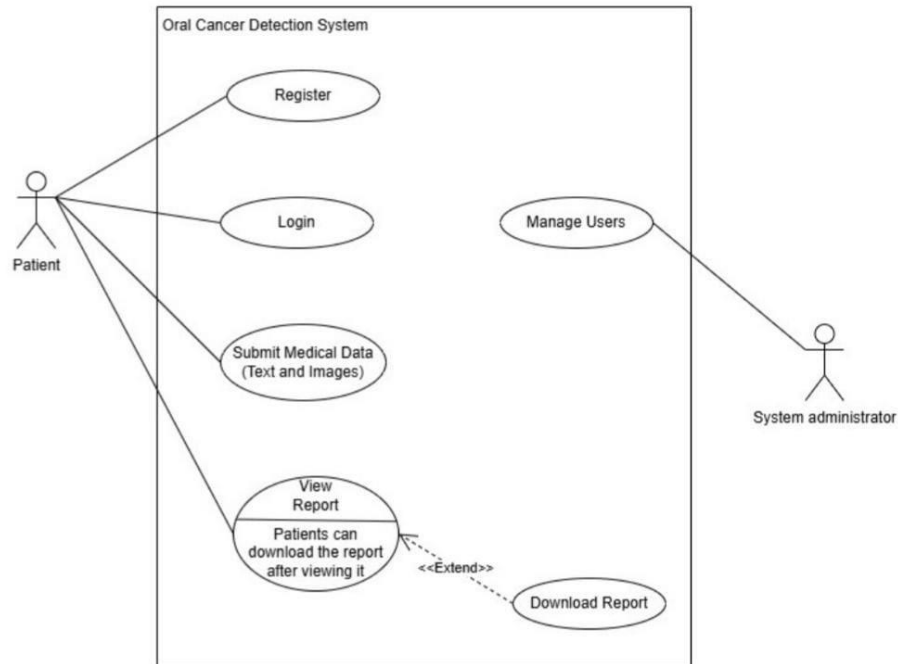 Oral Cancer Detection System
Register
Patient
Login
Manage Users
Submit Medical Data
(Text and Images)
System administrator
View
Report
Patients can
download the report
after viewing it
<<Extend>>
Download Report